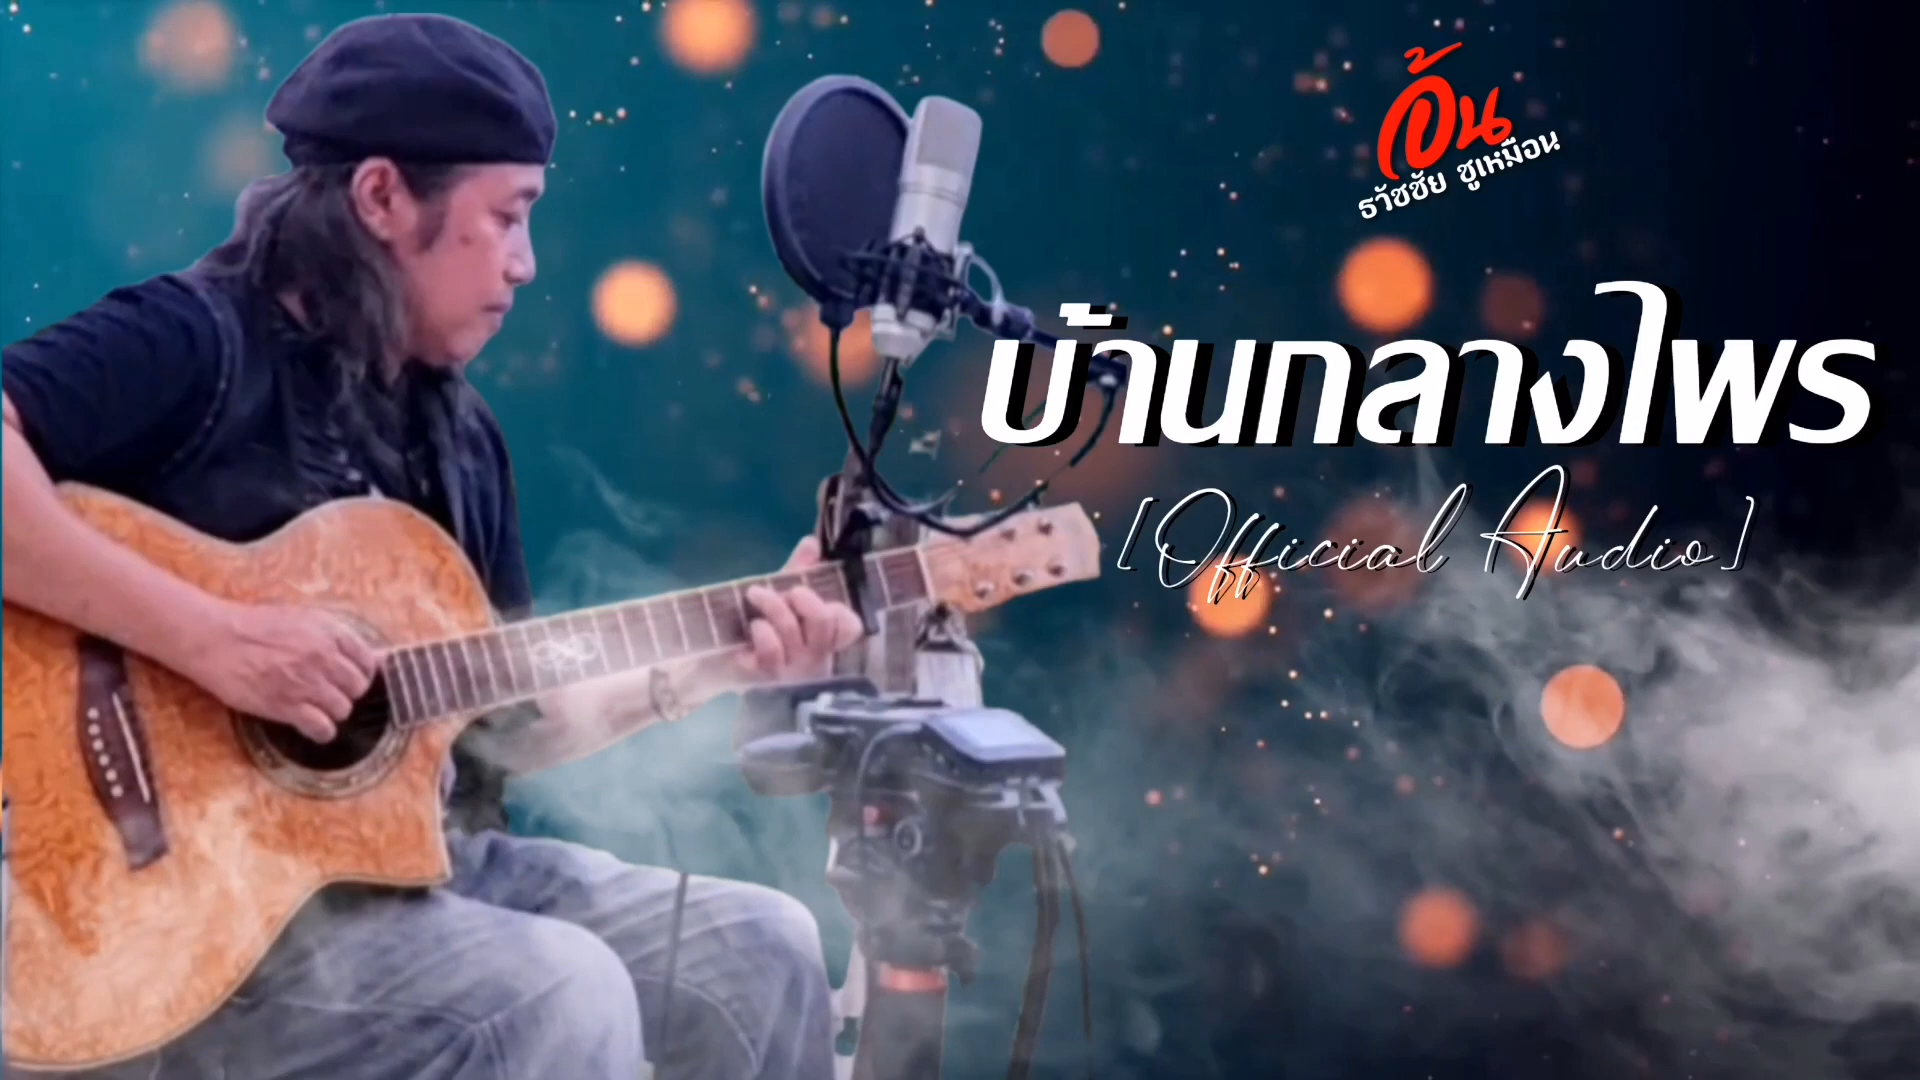 อิ้น
ธวัชชัย ชูเหมือน
บ้านกลางไพร
[Official Audio]